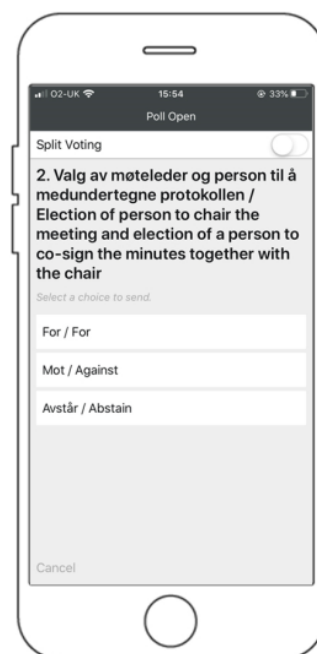 O2-UK 15:54 33%
Poll Open
Split Voting
2. Valg av møteleder og person til å
medundertegne protokollen /
Election of person to chair the
meeting and election of a person to
co-sign the minutes together with
the chair
Select a choice to send.
For / For
Mot / Against
Avstår / Abstain
Cancel